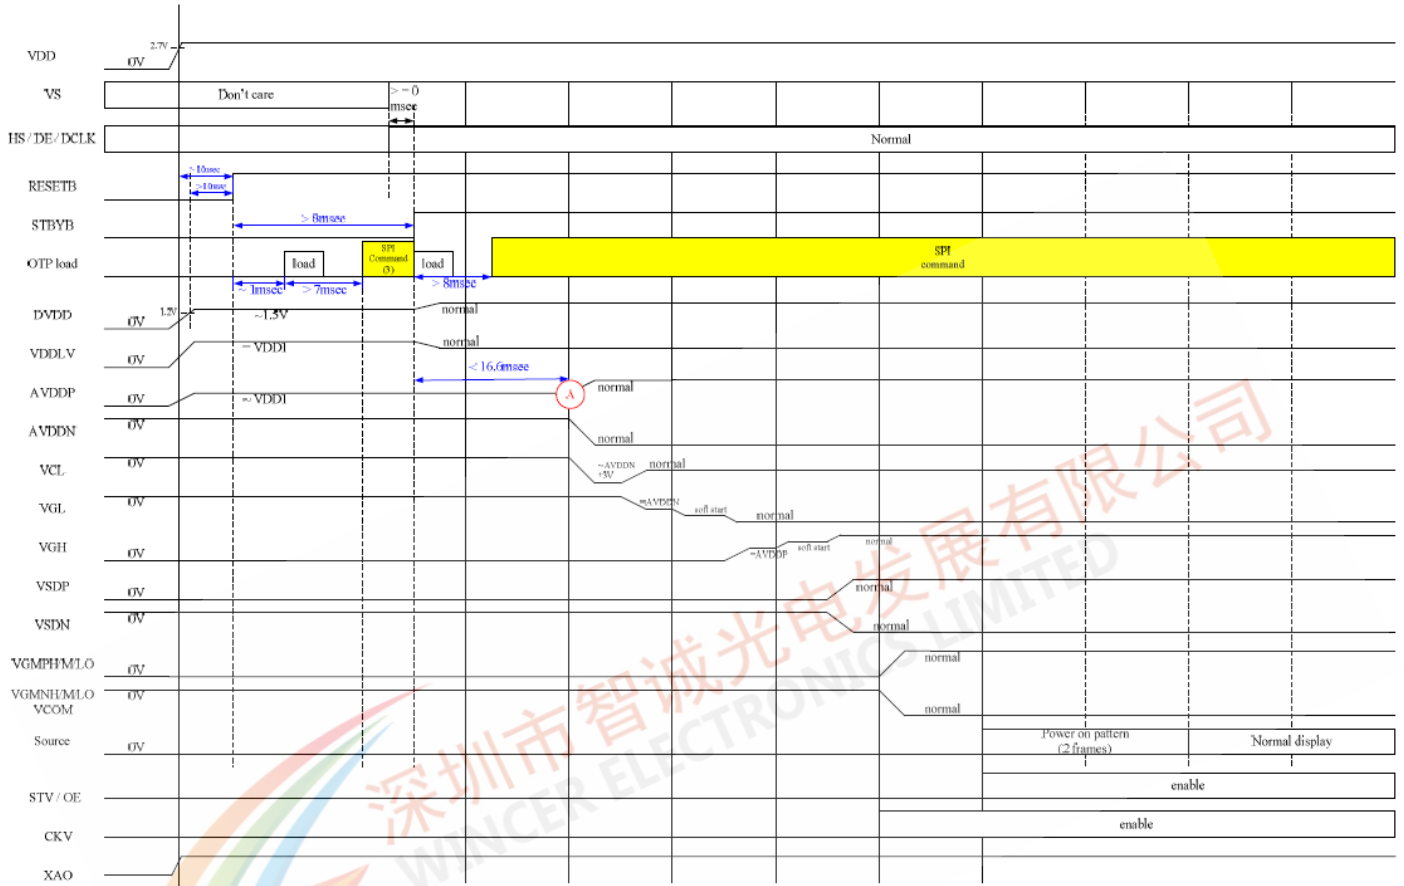 2.7V
VDD
0V
VS
Don't care
>=0
msec
HS / DE / DCLK
Normal
>10msec
>10msec
RESETB
> 8msec
STBYB
OTP load
load
SPI
Command
(3)
load
SPI
command
~ 1msec
> 7msec
> 8msec
1.2V
DVDD
0V
~1.5V
normal
VDDLV
0V
= VDD1
normal
< 16.6msec
AVDDP
0V
~ VDD1
A
normal
AVDDN
0V
normal
VCL
0V
~AVDDN
+3V
normal
VGL
0V
=AVDDN
soft start
normal
VGH
0V
=AVDDP
soft start
normal
VSDP
0V
normal
VSDN
0V
normal
VGMPH/M/LO
0V
normal
VGMNH/M/LO
VCOM
0V
normal
Source
0V
Power on pattern
(2 frames)
Normal display
STV / OE
enable
CKV
enable
XAO
深圳市智诚光电发展有限公司
WINCER ELECTRONICS LIMITED